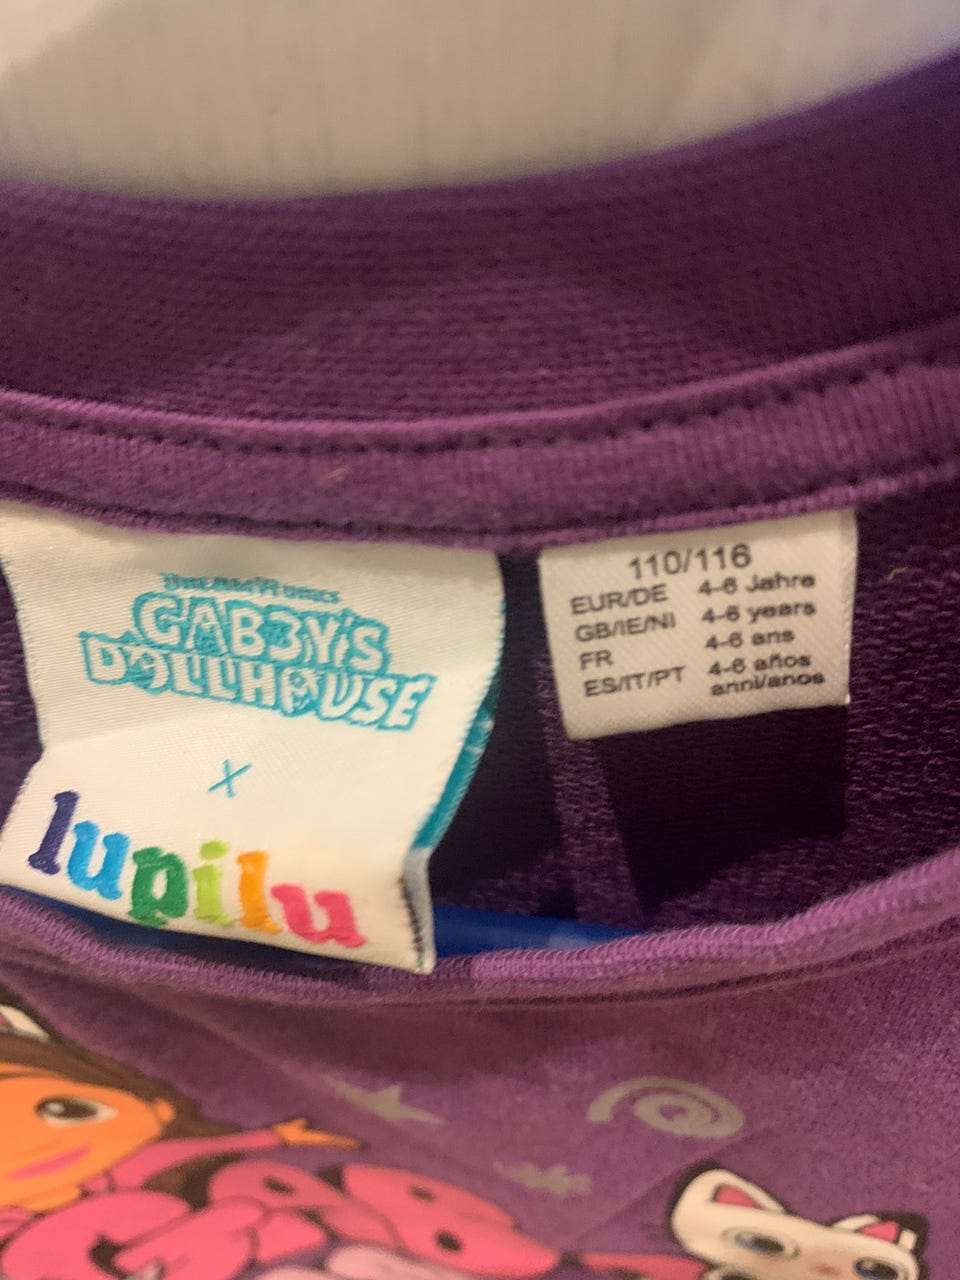 DREAMWORKS
GABBY'S
DOLLHOUSE
x
lupilu
110/116
EUR/DE 4-6 Jahre
GB/IE/NI 4-6 years
FR 4-6 ans
ES/IT/PT 4-6 años
anni/anos